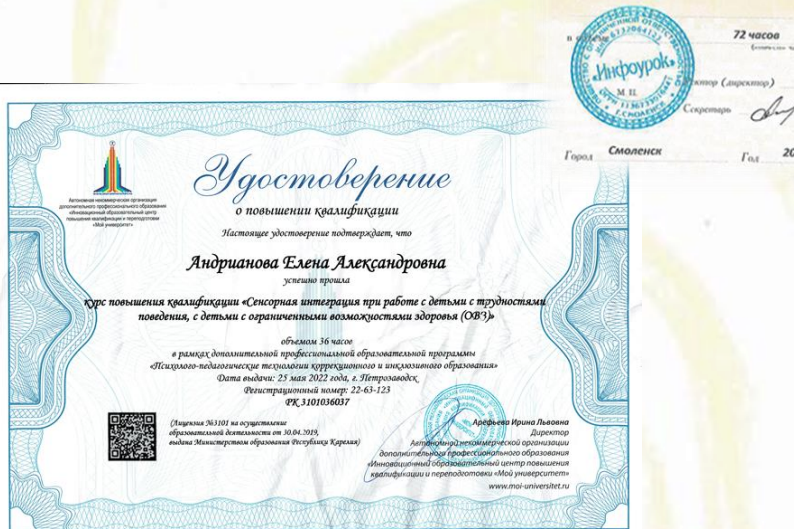 в объеме
72 часов
«Инфоурок»
М. П.
Секретарь
Город Смоленск Год 20
Автономная некоммерческая организация
дополнительного профессионального образования
«Инновационный образовательный центр
повышения квалификации и переподготовки
«Мой университет»
Удостоверение
о повышении квалификации
Настоящее удостоверение подтверждает, что
Андрианова Елена Александровна
успешно прошла
курс повышения квалификации «Сенсорная интеграция при работе с детьми с трудностями
поведения, с детьми с ограниченными возможностями здоровья (ОВЗ)»
объемом 36 часов
в рамках дополнительной профессиональной образовательной программы
«Психолого-педагогические технологии коррекционного и инклюзивного образования»
Дата выдачи: 25 мая 2022 года, г. Петрозаводск
Регистрационный номер: 22-63-123
РК 3101036037
(Лицензия №3101 на осуществление
образовательной деятельности от 30.04.2019,
выдана Министерством образования Республики Карелия)
Арефьева Ирина Львовна
Директор
Автономной некоммерческой организации
дополнительного профессионального образования
«Инновационный образовательный центр повышения
квалификации и переподготовки «Мой университет»
www.moi-universitet.ru